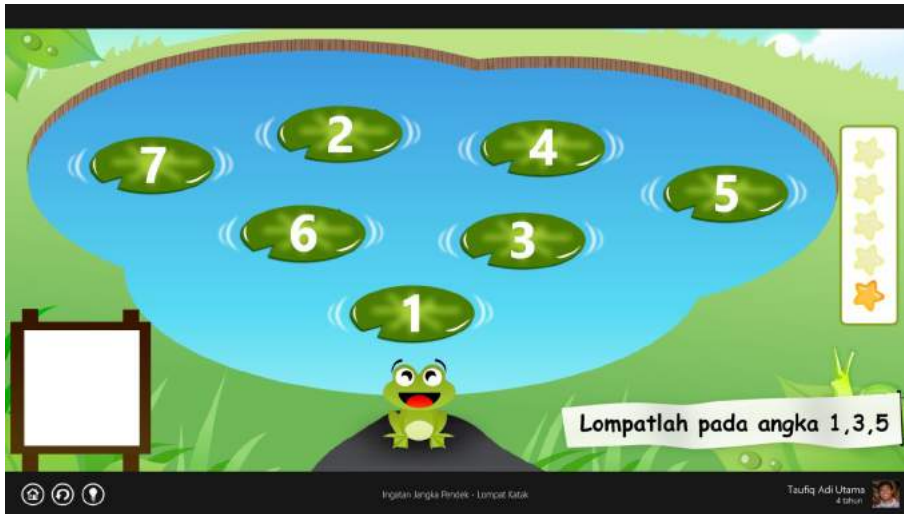 2
4
7
5
6
3
1
Lompatlah pada angka 1,3,5
Ingatan Jangka Pendek - Lompat Katak
Taufiq Adi Utama
4 tahun